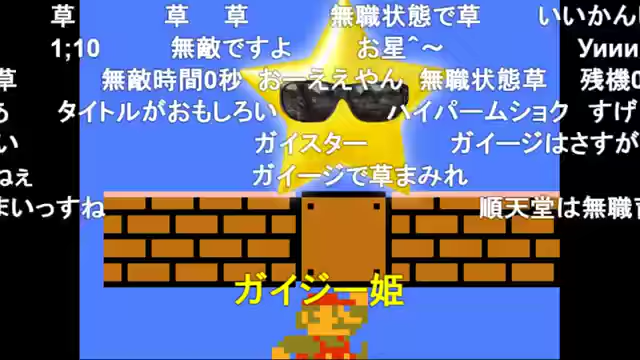 草 草 草 無職状態で草 いいかん
1;10 無敵ですよ お星^～ Уиии
草 無敵時間0秒 おーええやん 無職状態草 残機0
タイトルがおもしろい ハイパームショク すげ
い ガイスター ガイージはさすが
ねぇ ガイージで草まみれ
まいっすね 順天堂は無職
ガイジー姫